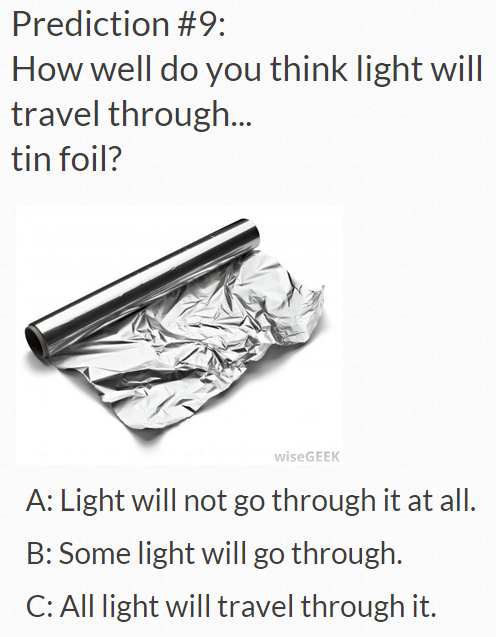 Prediction #9:
How well do you think light will
travel through...
tin foil?
wiseGEEK
A: Light will not go through it at all.
B: Some light will go through.
C: All light will travel through it.